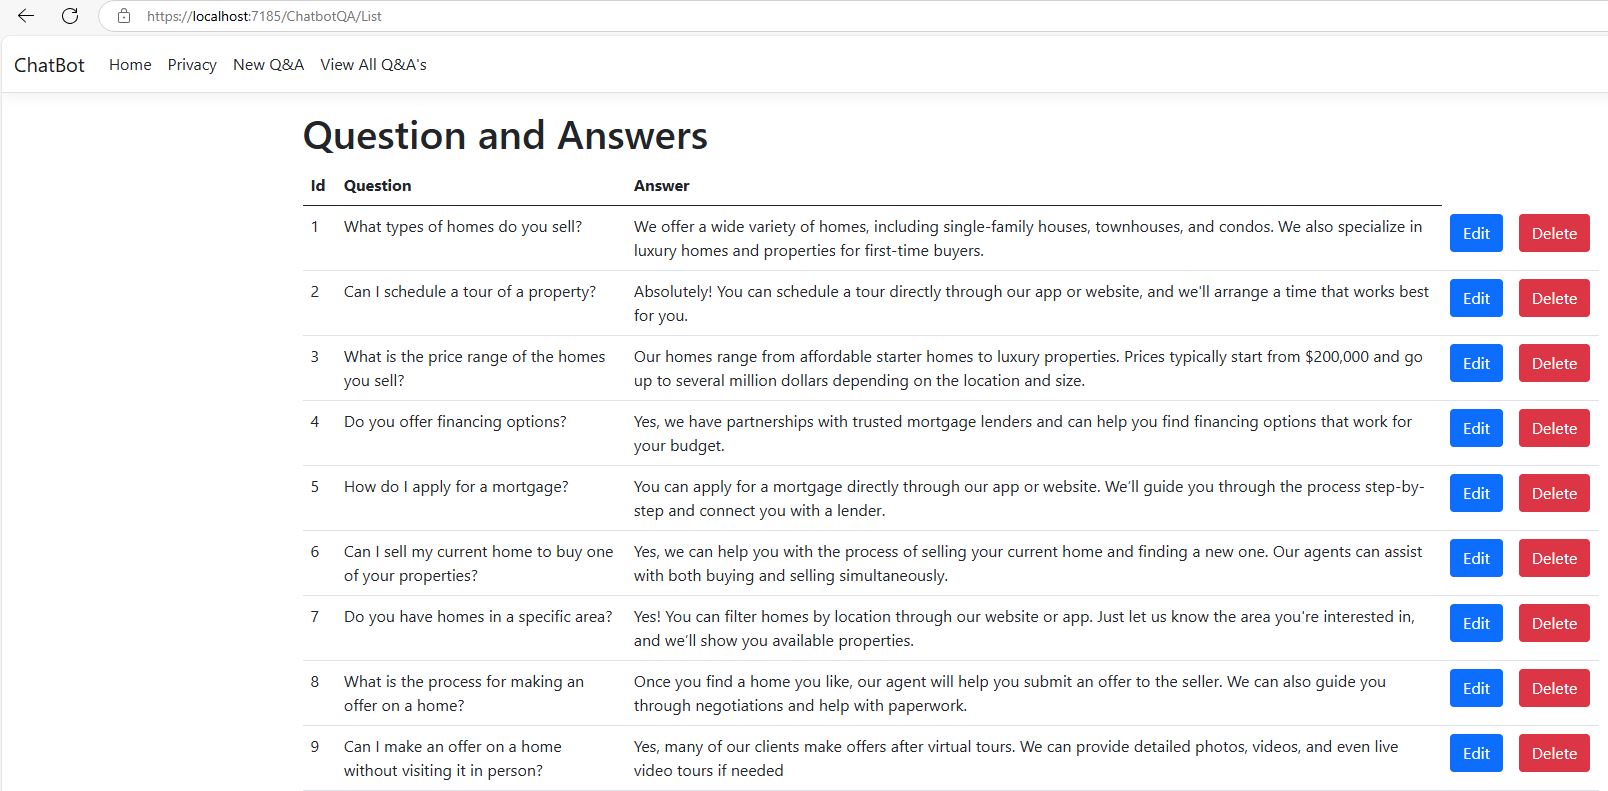 https://localhost:7185/ChatbotQA/List
ChatBot Home Privacy New Q&A View All Q&A's
Question and Answers
Id Question Answer
1 What types of homes do you sell? We offer a wide variety of homes, including single-family houses, townhouses, and condos. We also specialize in Edit Delete
luxury homes and properties for first-time buyers.
2 Can I schedule a tour of a property? Absolutely! You can schedule a tour directly through our app or website, and we'll arrange a time that works best Edit Delete
for you.
3 What is the price range of the homes Our homes range from affordable starter homes to luxury properties. Prices typically start from $200,000 and go Edit Delete
you sell? up to several million dollars depending on the location and size.
4 Do you offer financing options? Yes, we have partnerships with trusted mortgage lenders and can help you find financing options that work for Edit Delete
your budget.
5 How do I apply for a mortgage? You can apply for a mortgage directly through our app or website. We'll guide you through the process step-by- Edit Delete
step and connect you with a lender.
6 Can I sell my current home to buy one Yes, we can help you with the process of selling your current home and finding a new one. Our agents can assist Edit Delete
of your properties? with both buying and selling simultaneously.
7 Do you have homes in a specific area? Yes! You can filter homes by location through our website or app. Just let us know the area you're interested in, Edit Delete
and we'll show you available properties.
8 What is the process for making an Once you find a home you like, our agent will help you submit an offer to the seller. We can also guide you Edit Delete
offer on a home? through negotiations and help with paperwork.
9 Can I make an offer on a home Yes, many of our clients make offers after virtual tours. We can provide detailed photos, videos, and even live Edit Delete
without visiting it in person? video tours if needed